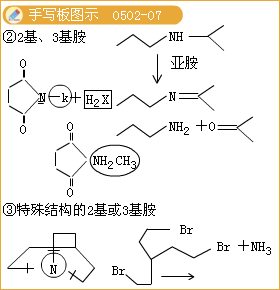 手写板图示 0502-07
②2基、3基胺
NH
亚胺
O
N-k+H2X
O
N
NH2+O
O
NH2CH3
O
③特殊结构的2基或3基胺
Br
Br
+NH3
N
Br